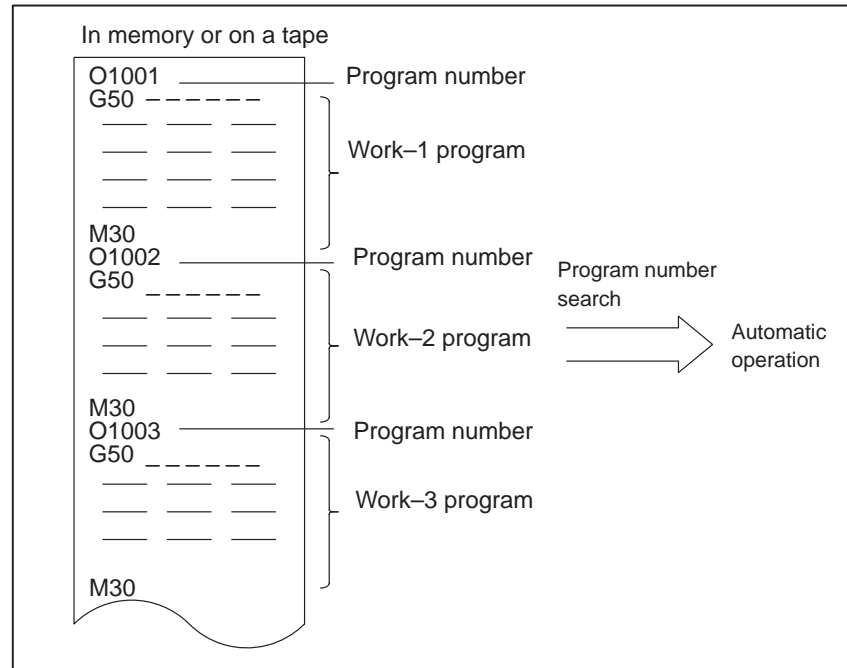 In memory or on a tape
O1001
Program number
G50
Work–1 program
M30
O1002
Program number
G50
Work–2 program
M30
O1003
Program number
G50
Work–3 program
M30
Program number
search
Automatic
operation